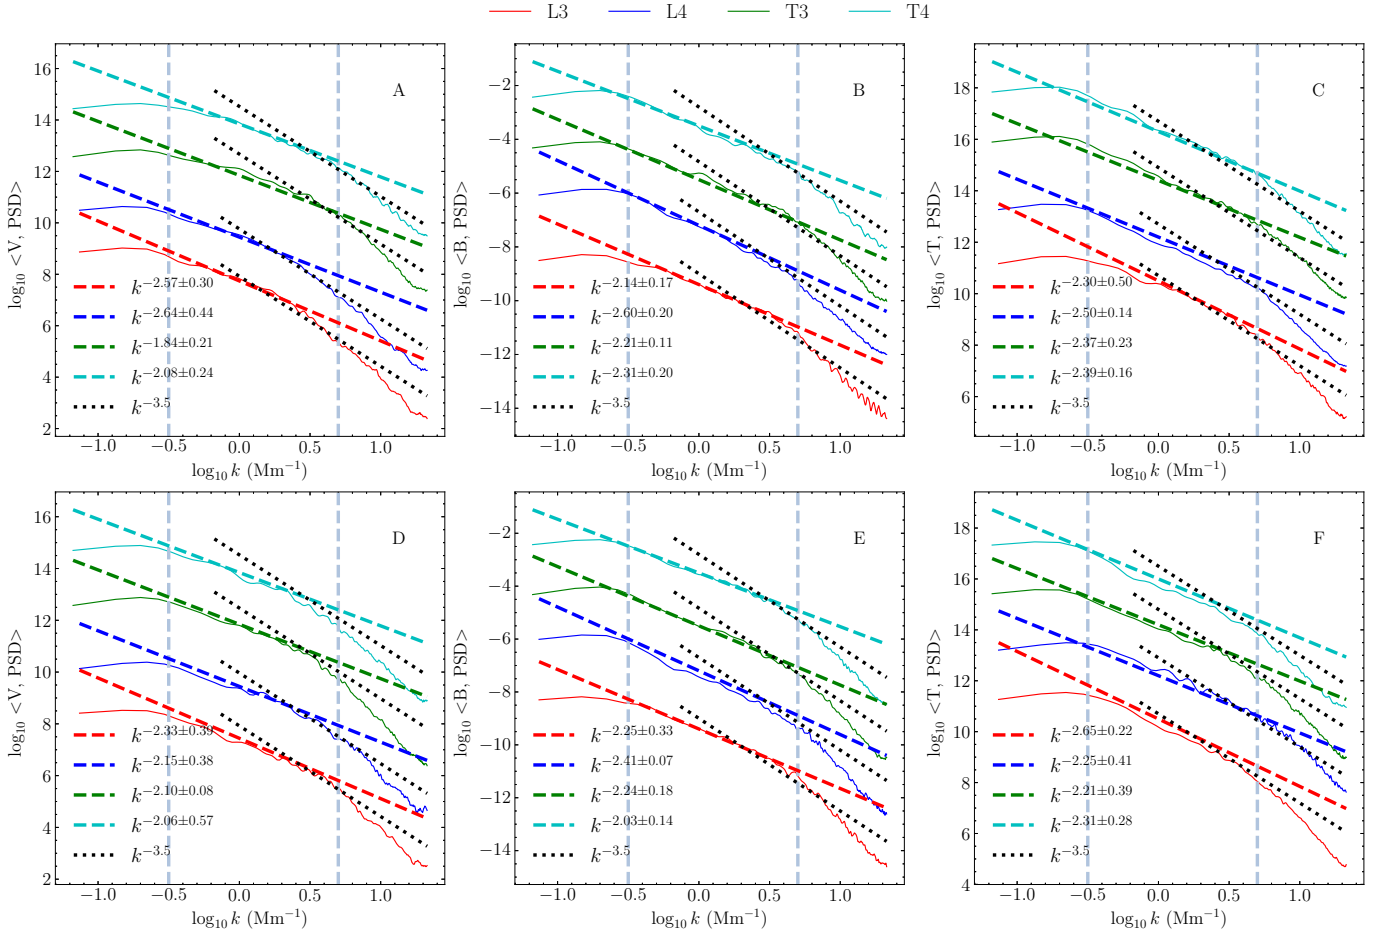 L3 L4 T3 T4
A
log₁₀ <V, PSD>
16
14
12
10
8
6
4
2
k^−2.57±0.30
k^−2.64±0.44
k^−1.84±0.21
k^−2.08±0.24
k^−3.5
−1.0 −0.5 0.0 0.5 1.0
log₁₀ k (Mm⁻¹)
B
log₁₀ <B, PSD>
−2
−4
−6
−8
−10
−12
−14
k^−2.14±0.17
k^−2.60±0.20
k^−2.21±0.11
k^−2.31±0.20
k^−3.5
−1.0 −0.5 0.0 0.5 1.0
log₁₀ k (Mm⁻¹)
C
log₁₀ <T, PSD>
18
16
14
12
10
8
6
k^−2.30±0.50
k^−2.50±0.14
k^−2.37±0.23
k^−2.39±0.16
k^−3.5
−1.0 −0.5 0.0 0.5 1.0
log₁₀ k (Mm⁻¹)
D
log₁₀ <V, PSD>
16
14
12
10
8
6
4
2
k^−2.33±0.39
k^−2.15±0.38
k^−2.10±0.08
k^−2.06±0.57
k^−3.5
−1.0 −0.5 0.0 0.5 1.0
log₁₀ k (Mm⁻¹)
E
log₁₀ <B, PSD>
−2
−4
−6
−8
−10
−12
−14
k^−2.25±0.33
k^−2.41±0.07
k^−2.24±0.18
k^−2.03±0.14
k^−3.5
−1.0 −0.5 0.0 0.5 1.0
log₁₀ k (Mm⁻¹)
F
log₁₀ <T, PSD>
18
16
14
12
10
8
6
4
k^−2.65±0.22
k^−2.25±0.41
k^−2.21±0.39
k^−2.31±0.28
k^−3.5
−1.0 −0.5 0.0 0.5 1.0
log₁₀ k (Mm⁻¹)